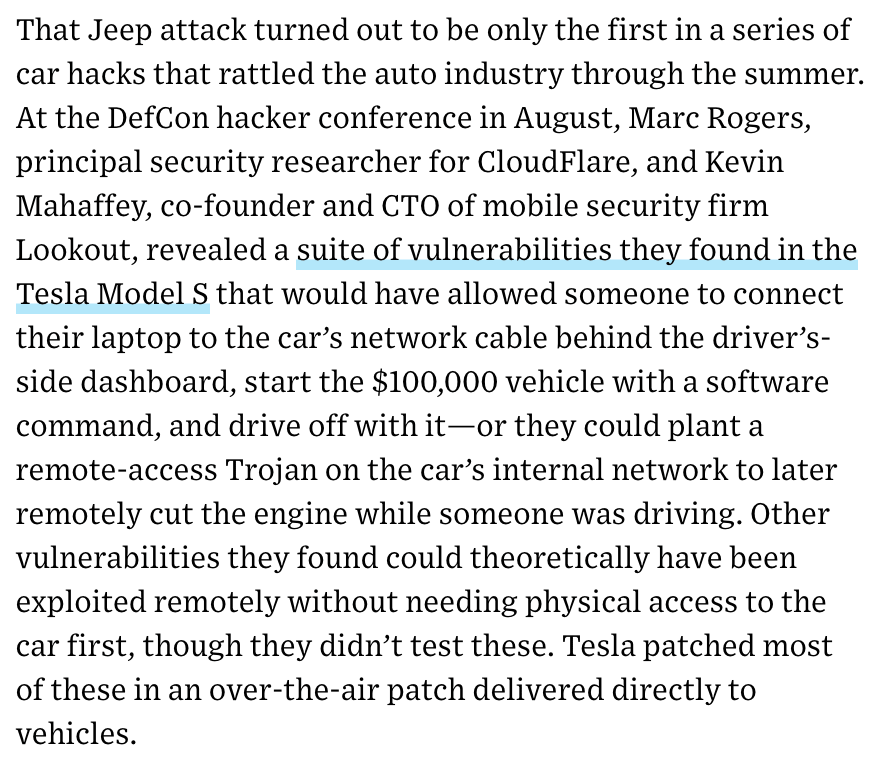 That Jeep attack turned out to be only the first in a series of
car hacks that rattled the auto industry through the summer.
At the DefCon hacker conference in August, Marc Rogers,
principal security researcher for CloudFlare, and Kevin
Mahaffey, co-founder and CTO of mobile security firm
Lookout, revealed a suite of vulnerabilities they found in the
Tesla Model S that would have allowed someone to connect
their laptop to the car’s network cable behind the driver’s-
side dashboard, start the $100,000 vehicle with a software
command, and drive off with it—or they could plant a
remote-access Trojan on the car’s internal network to later
remotely cut the engine while someone was driving. Other
vulnerabilities they found could theoretically have been
exploited remotely without needing physical access to the
car first, though they didn’t test these. Tesla patched most
of these in an over-the-air patch delivered directly to
vehicles.